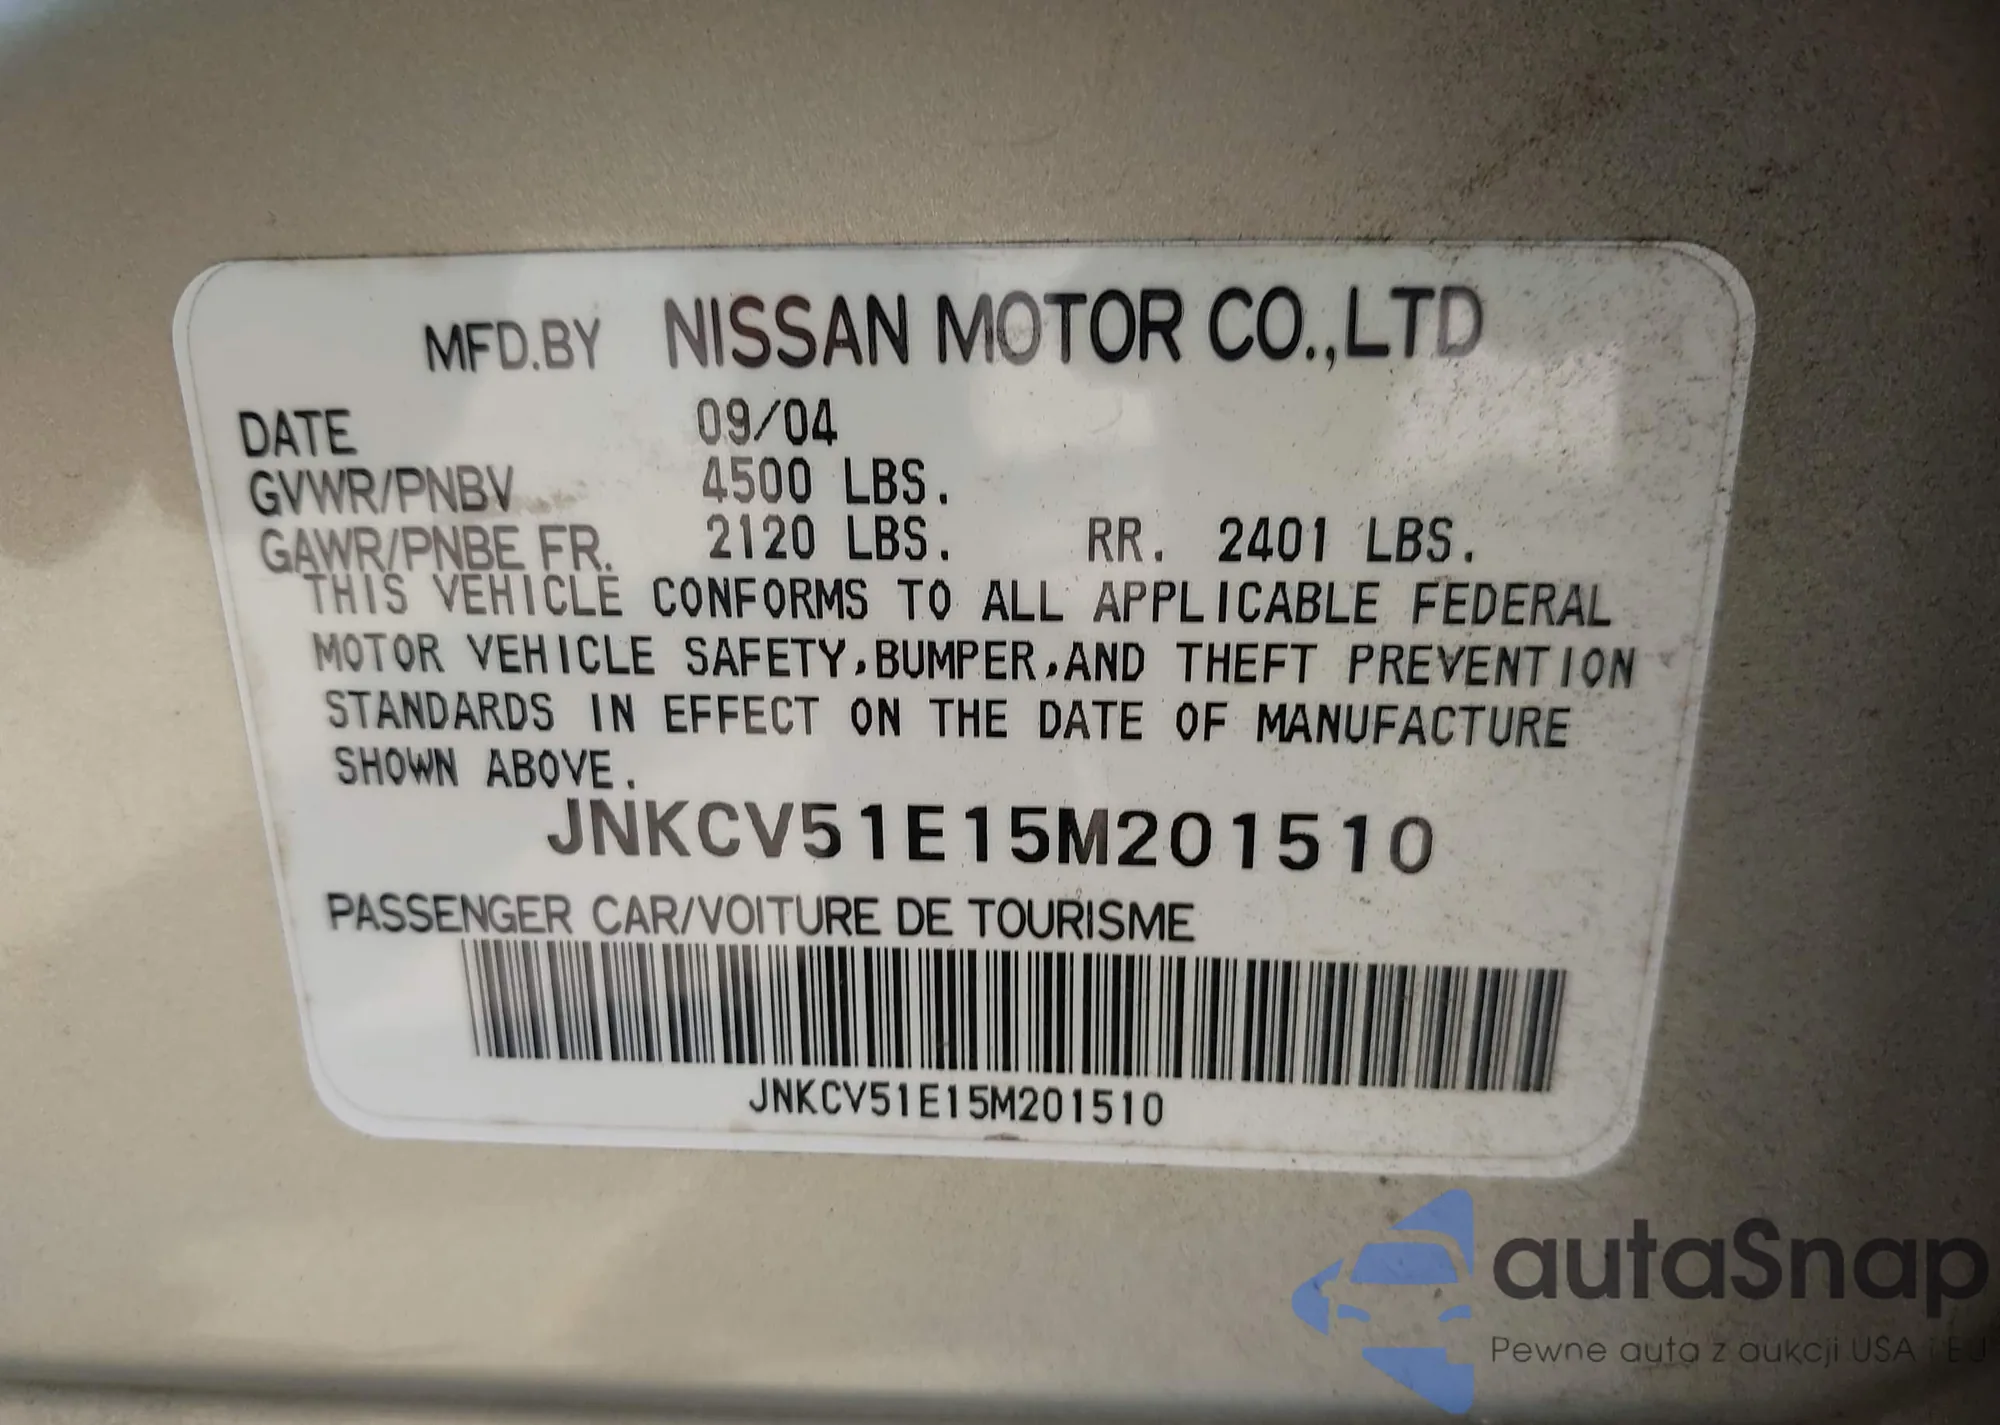 MFD.BY NISSAN MOTOR CO.,LTD
DATE 09/04
GVWR/PNBV 4500 LBS.
GAWR/PNBE FR. 2120 LBS. RR. 2401 LBS.
THIS VEHICLE CONFORMS TO ALL APPLICABLE FEDERAL
MOTOR VEHICLE SAFETY,BUMPER,AND THEFT PREVENTION
STANDARDS IN EFFECT ON THE DATE OF MANUFACTURE
SHOWN ABOVE.
JNKCV51E15M201510
PASSENGER CAR/VOITURE DE TOURISME
JNKCV51E15M201510
autaSnap
Pewne auta z aukcji USA i EU